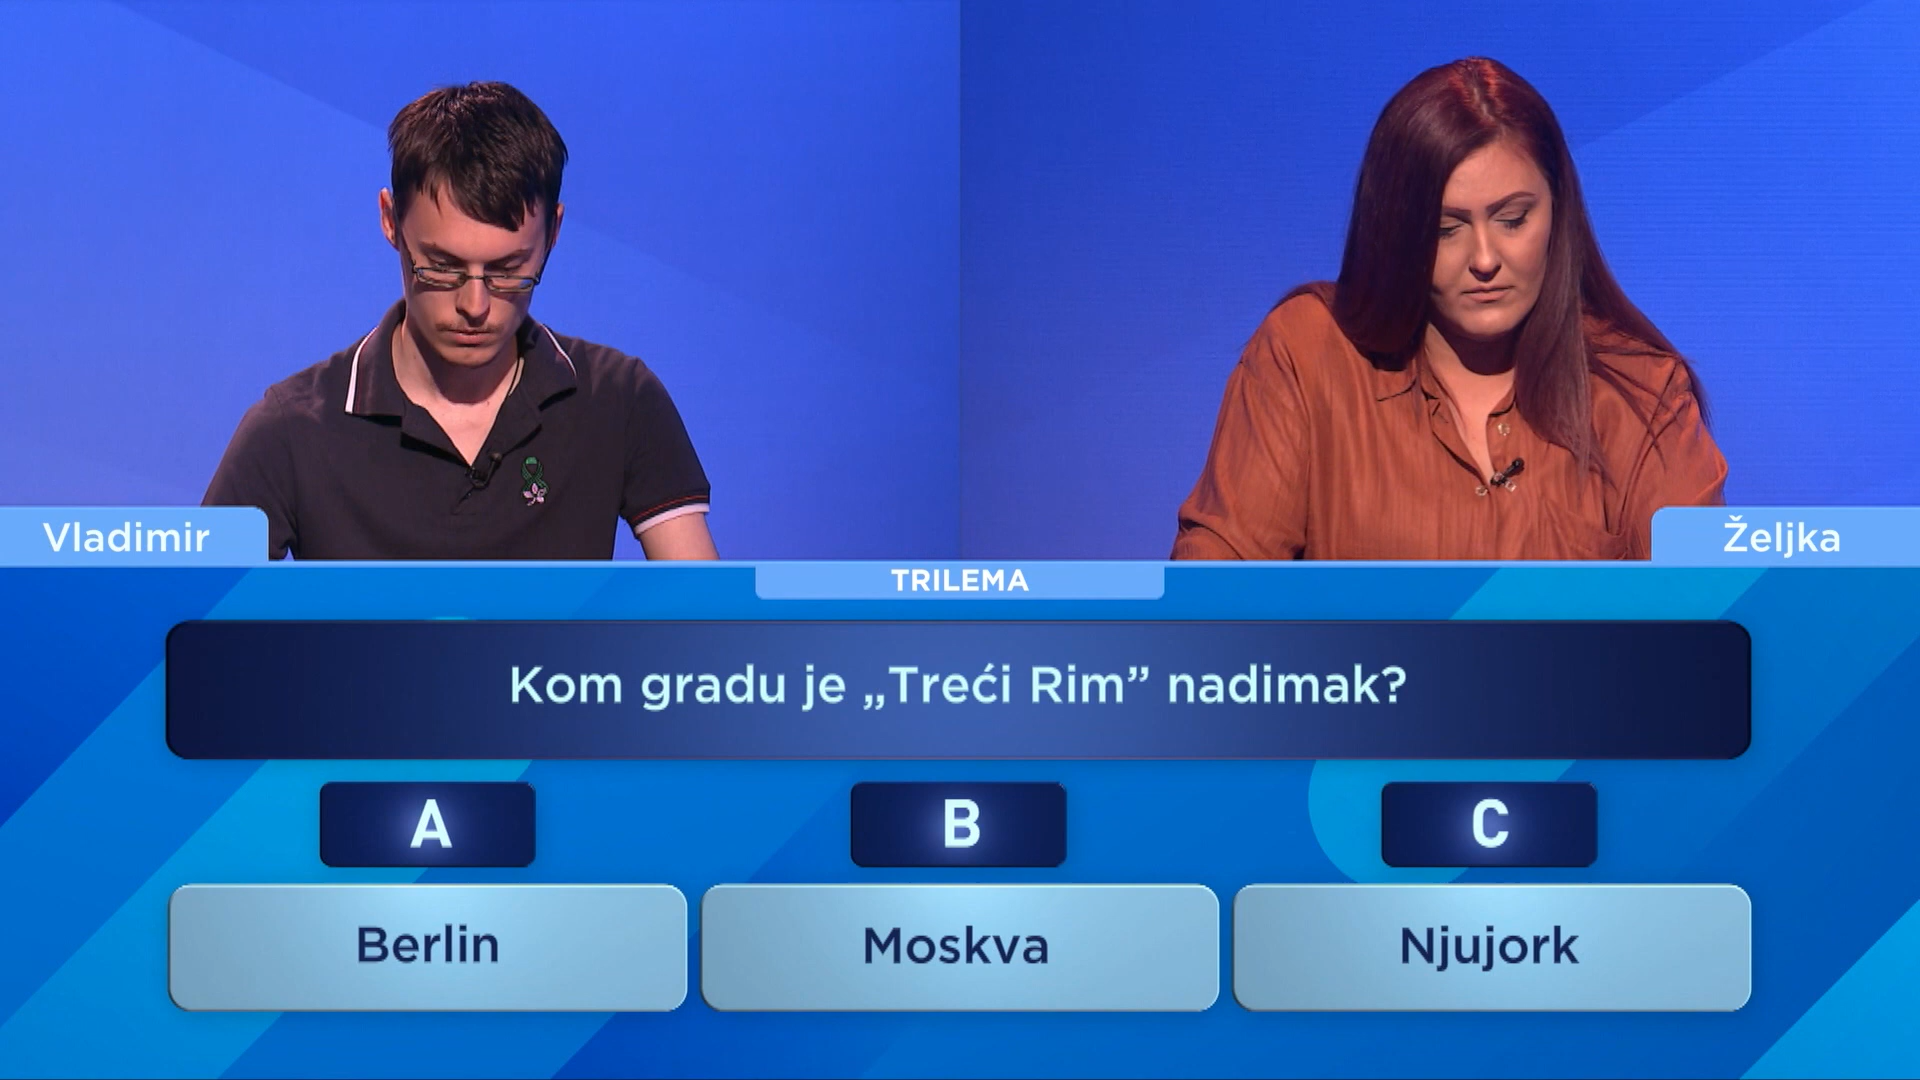 Vladimir
Željka
TRILEMA
Kom gradu je „Treći Rim” nadimak?
A
B
C
Berlin
Moskva
Njujork